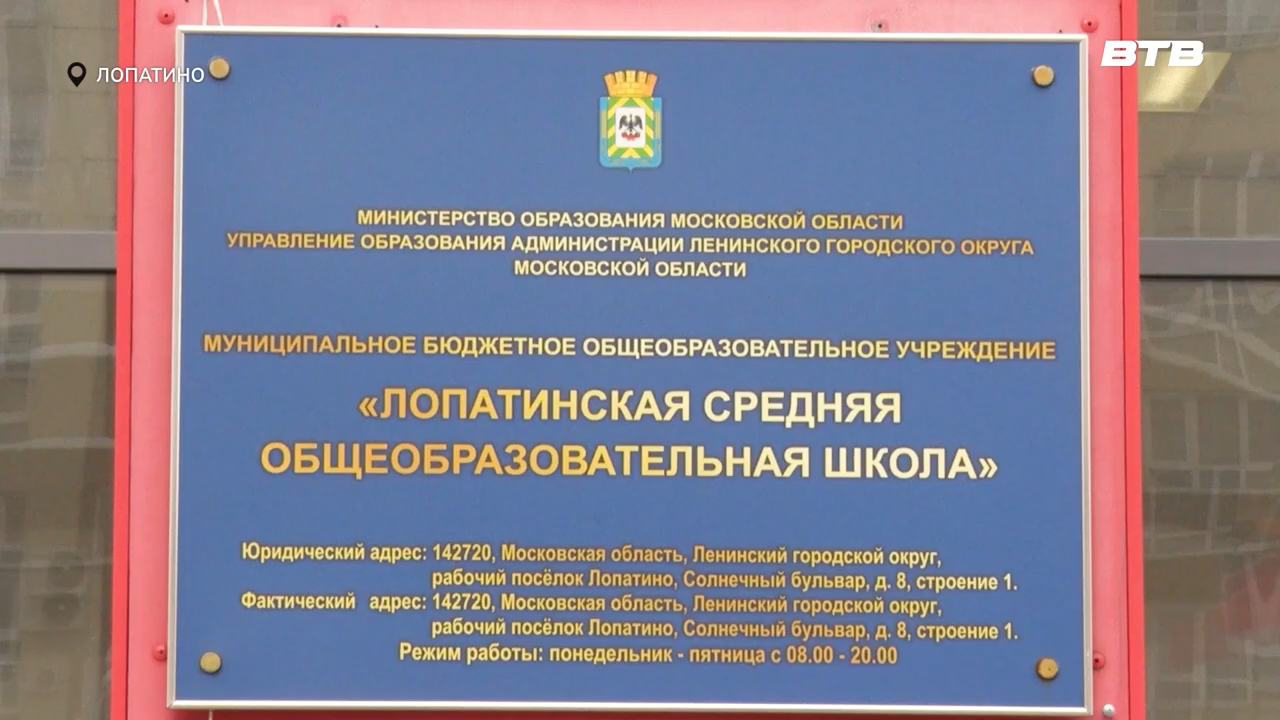 ЛОПАТИНО
ВТВ
МИНИСТЕРСТВО ОБРАЗОВАНИЯ МОСКОВСКОЙ ОБЛАСТИ
УПРАВЛЕНИЕ ОБРАЗОВАНИЯ АДМИНИСТРАЦИИ ЛЕНИНСКОГО ГОРОДСКОГО ОКРУГА
МОСКОВСКОЙ ОБЛАСТИ
МУНИЦИПАЛЬНОЕ БЮДЖЕТНОЕ ОБЩЕОБРАЗОВАТЕЛЬНОЕ УЧРЕЖДЕНИЕ
«ЛОПАТИНСКАЯ СРЕДНЯЯ
ОБЩЕОБРАЗОВАТЕЛЬНАЯ ШКОЛА»
Юридический адрес: 142720, Московская область, Ленинский городской округ,
рабочий посёлок Лопатино, Солнечный бульвар, д. 8, строение 1.
Фактический адрес: 142720, Московская область, Ленинский городской округ,
рабочий посёлок Лопатино, Солнечный бульвар, д. 8, строение 1.
Режим работы: понедельник - пятница с 08.00 - 20.00